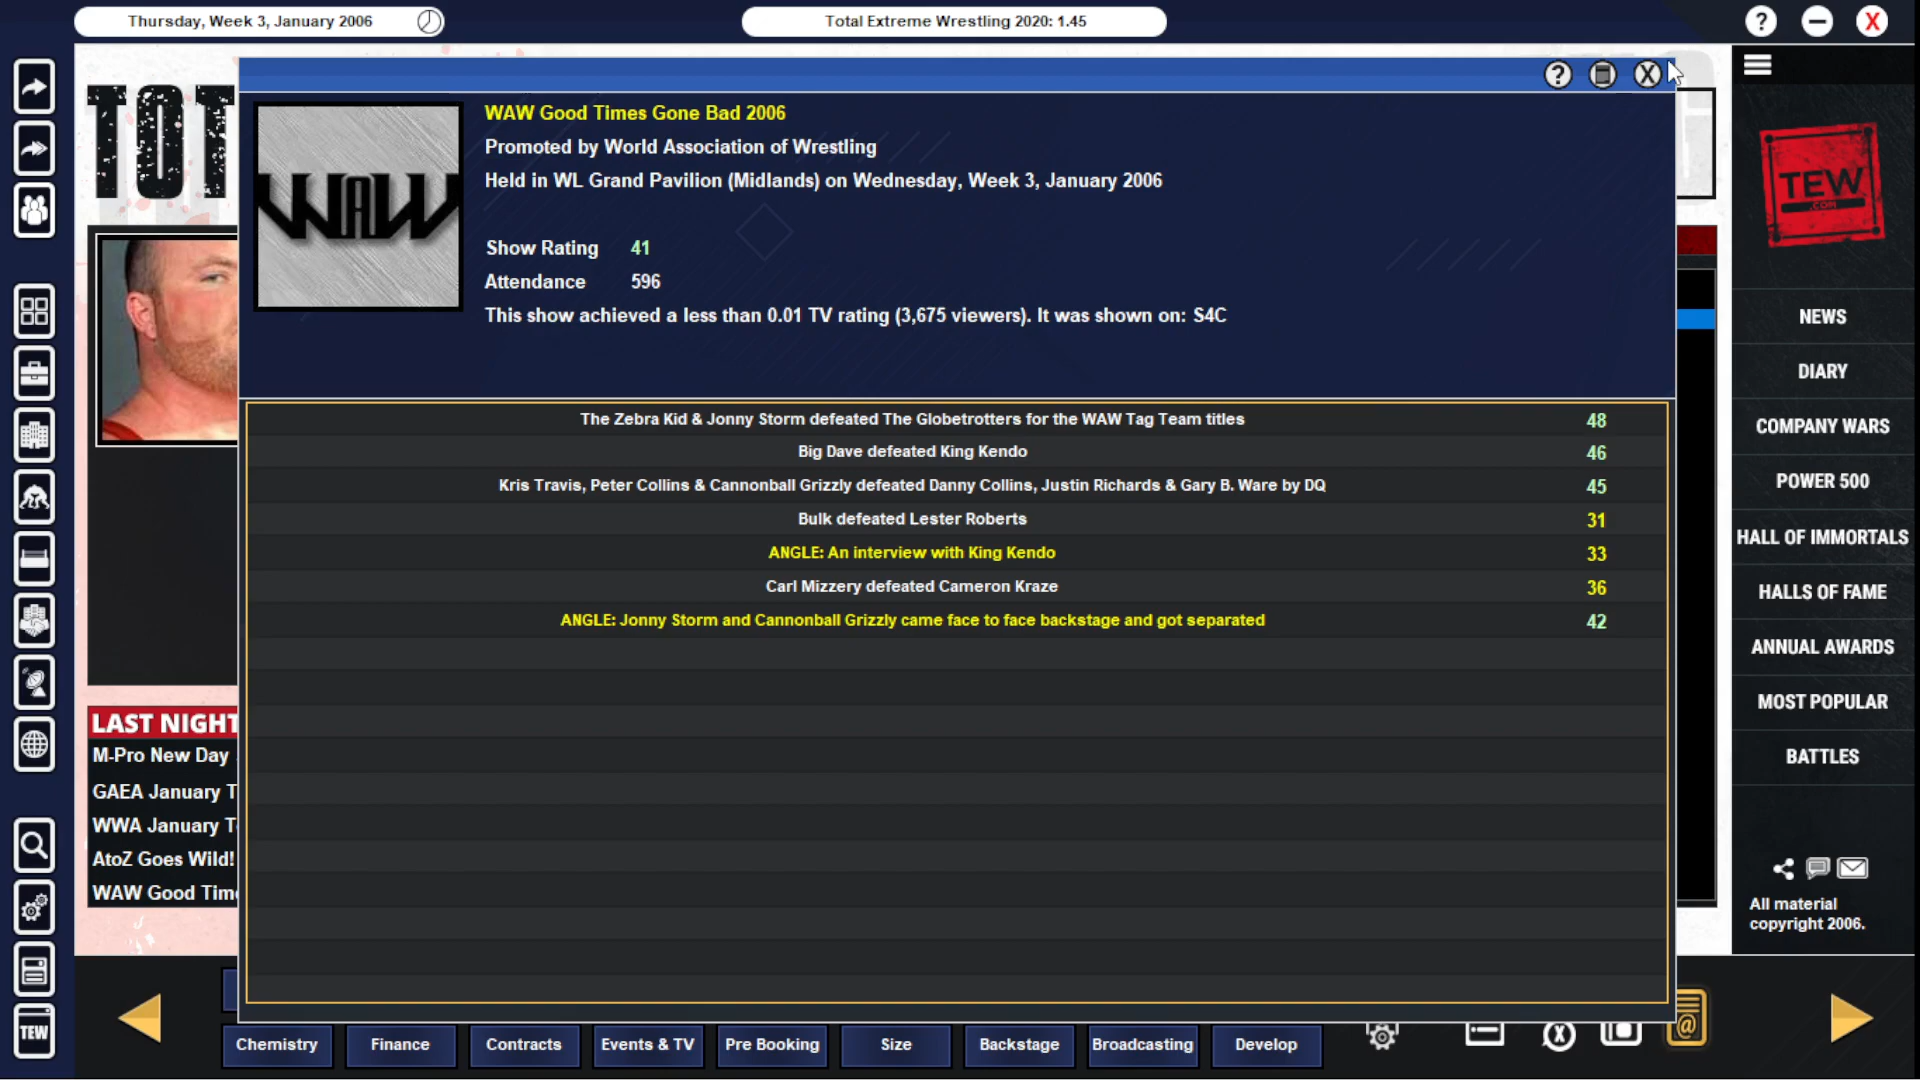 Thursday, Week 3, January 2006
Total Extreme Wrestling 2020: 1.45
?
X
TOT
? X
WAW
WAW Good Times Gone Bad 2006
Promoted by World Association of Wrestling
Held in WL Grand Pavilion (Midlands) on Wednesday, Week 3, January 2006
Show Rating 41
Attendance 596
This show achieved a less than 0.01 TV rating (3,675 viewers). It was shown on: S4C
The Zebra Kid & Jonny Storm defeated The Globetrotters for the WAW Tag Team titles 48
Big Dave defeated King Kendo 46
Kris Travis, Peter Collins & Cannonball Grizzly defeated Danny Collins, Justin Richards & Gary B. Ware by DQ 45
Bulk defeated Lester Roberts 31
ANGLE: An interview with King Kendo 33
Carl Mizzery defeated Cameron Kraze 36
ANGLE: Jonny Storm and Cannonball Grizzly came face to face backstage and got separated 42
LAST NIGHT
M-Pro New Day
GAEA January T
WWA January T
AtoZ Goes Wild!
WAW Good Time
TEW
.COM
NEWS
DIARY
COMPANY WARS
POWER 500
HALL OF IMMORTALS
HALLS OF FAME
ANNUAL AWARDS
MOST POPULAR
BATTLES
All material
copyright 2006.
TEW
Chemistry
Finance
Contracts
Events & TV
Pre Booking
Size
Backstage
Broadcasting
Develop
X
@